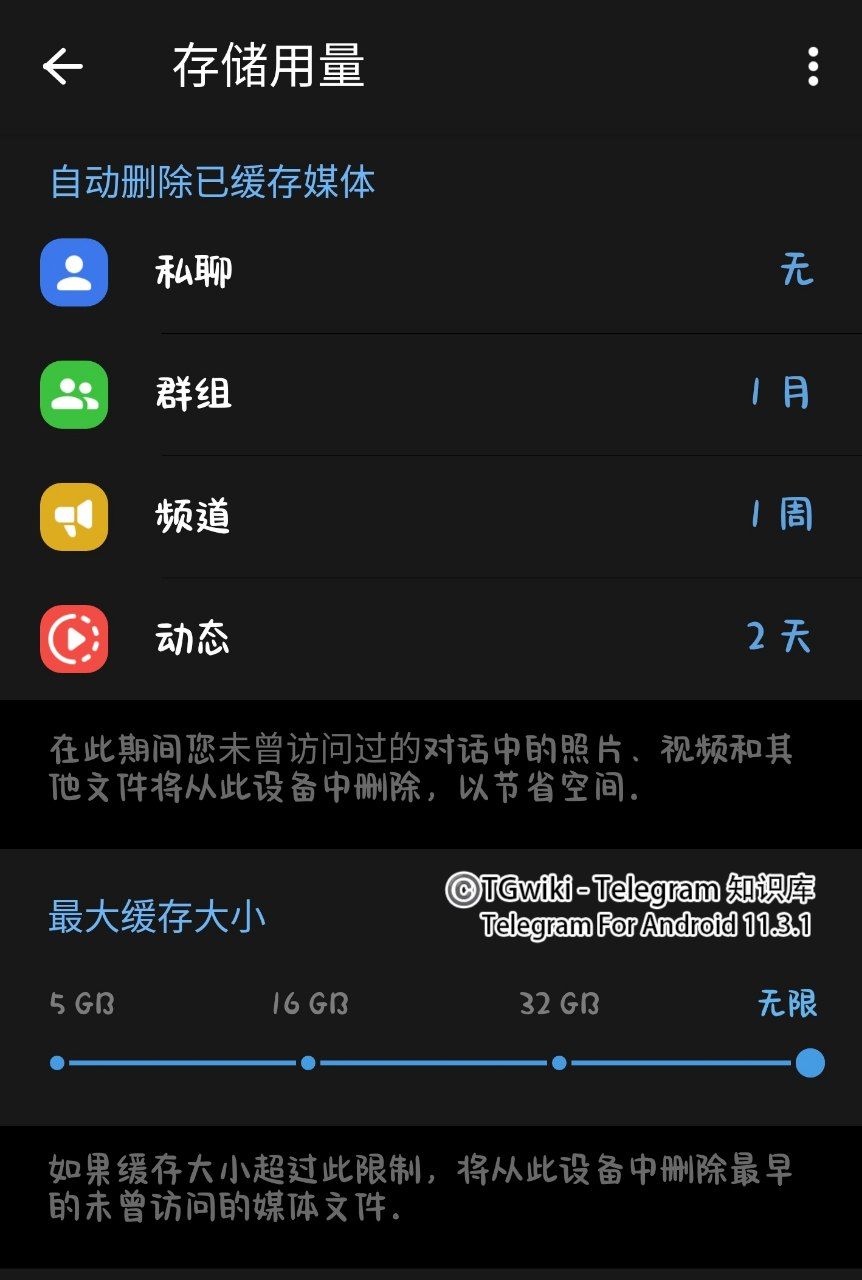 存储用量
自动删除已缓存媒体
私聊 无
群组 1 月
频道 1 周
动态 2 天
在此期间您未曾访问过的对话中的照片、视频和其
他文件将从此设备中删除，以节省空间.
©TGwiki - Telegram 知识库
Telegram For Android 11.3.1
最大缓存大小
5 GB 16 GB 32 GB 无限
如果缓存大小超过此限制，将从此设备中删除最早
的未曾访问的媒体文件.